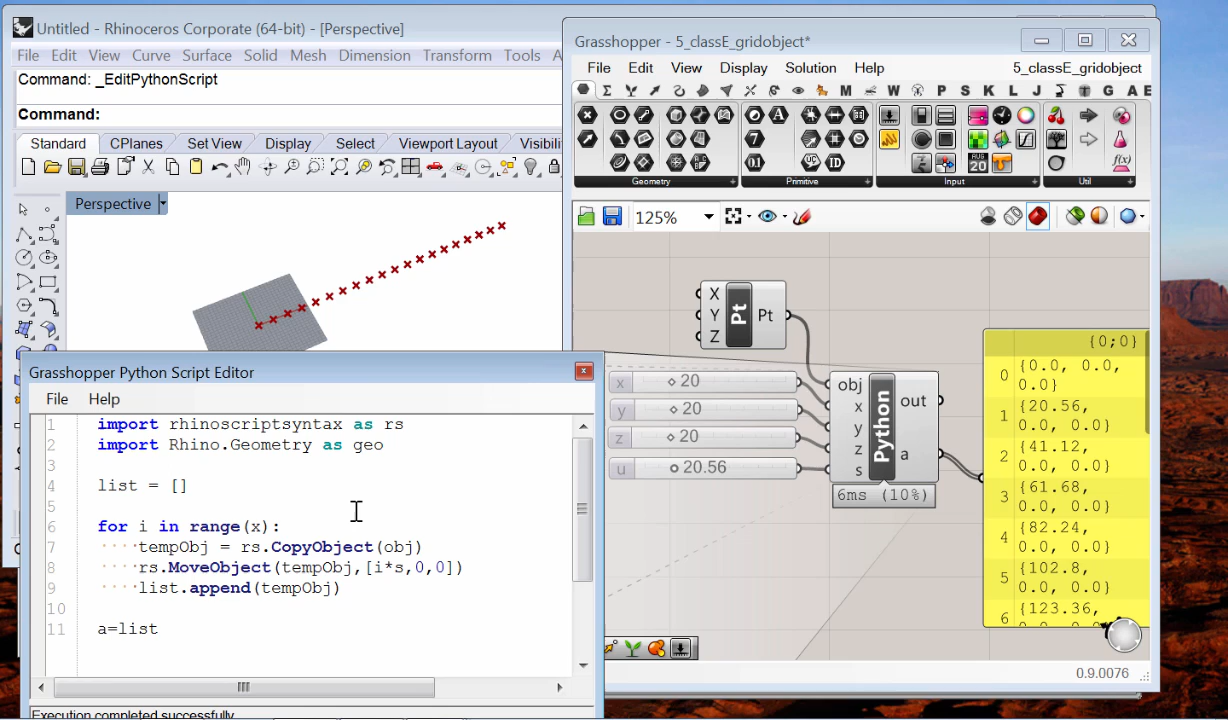 Untitled - Rhinoceros Corporate (64-bit) - [Perspective]
File Edit View Curve Surface Solid Mesh Dimension Transform Tools A
Command: _EditPythonScript
Command:
Standard CPlanes Set View Display Select Viewport Layout Visibili
Perspective
Grasshopper - 5_classE_gridobject*
File Edit View Display Solution Help 5_classE_gridobject
M W P S K L J G A E
Geometry Primitive Input Util
125%
X
Y
Z
Pt
Pt
x 20
y 20
z 20
u 20.56
obj
x
y
z
s
Python
out
a
6ms (10%)
{0;0}
0 {0.0, 0.0,
0.0}
1 {20.56,
0.0, 0.0}
2 {41.12,
0.0, 0.0}
3 {61.68,
0.0, 0.0}
4 {82.24,
0.0, 0.0}
5 {102.8,
0.0, 0.0}
6 {123.36,
0.9.0076
Grasshopper Python Script Editor
File Help
1 import rhinoscriptsyntax as rs
2 import Rhino.Geometry as geo
3
4 list = []
5
6 for i in range(x):
7 ····tempObj = rs.CopyObject(obj)
8 ····rs.MoveObject(tempObj,[i*s,0,0])
9 ····list.append(tempObj)
10
11 a=list
Execution completed successfully